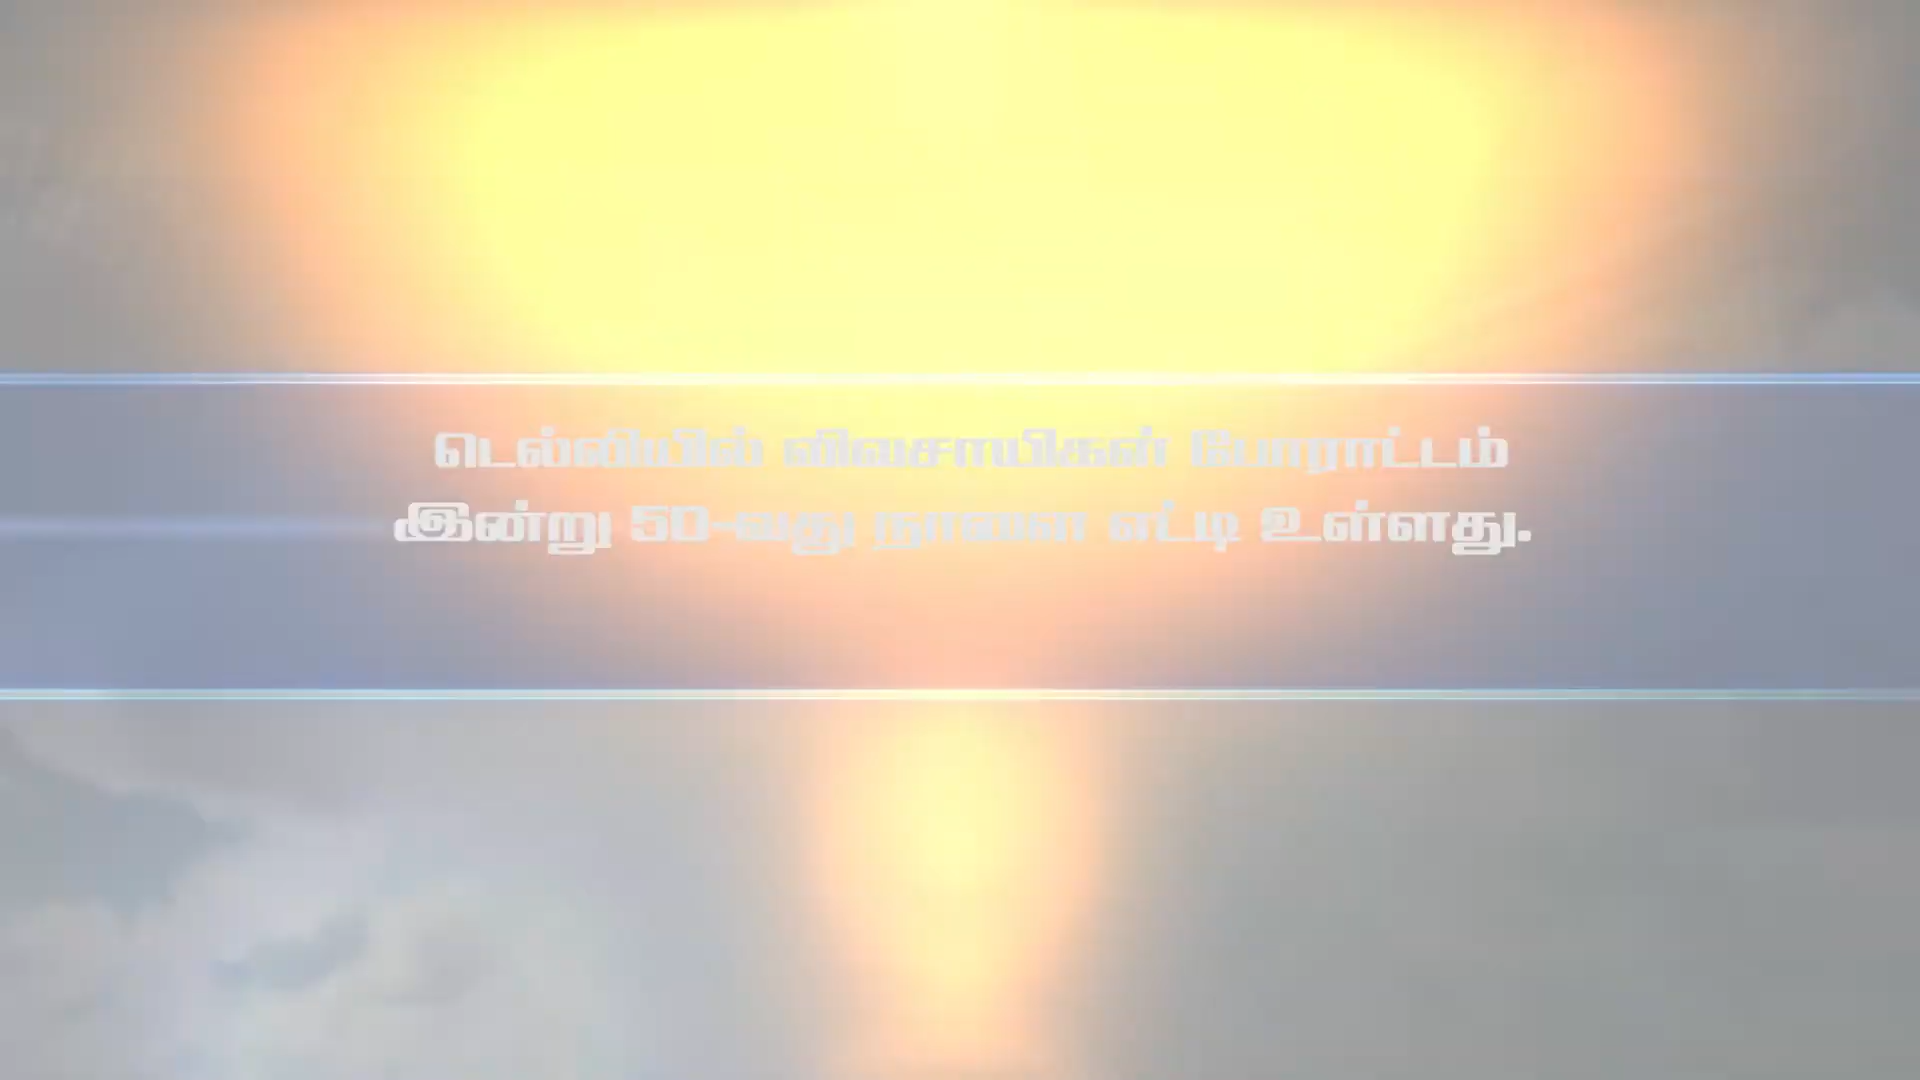 டெல்லியில் விவசாயிகள் போராட்டம்
இன்று 50-வது நாளை எட்டி உள்ளது.